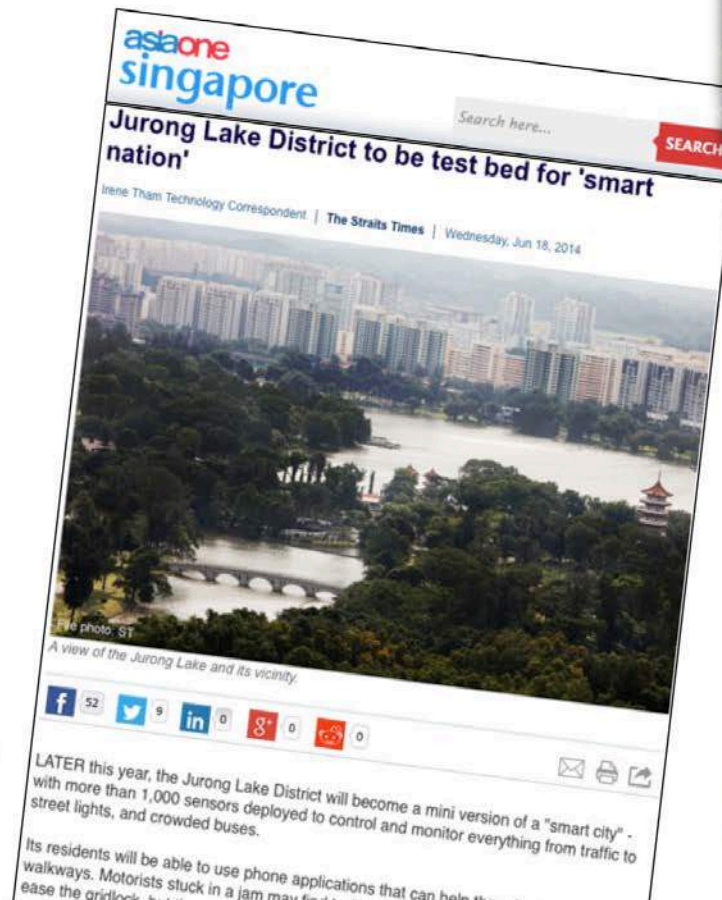 asiaone
singapore
Search here...
SEARCH
Jurong Lake District to be test bed for 'smart
nation'
Irene Tham Technology Correspondent | The Straits Times | Wednesday, Jun 18, 2014
File photo: ST
A view of the Jurong Lake and its vicinity.
f 52 9 in 0 g+ 0 0
LATER this year, the Jurong Lake District will become a mini version of a "smart city" -
with more than 1,000 sensors deployed to control and monitor everything from traffic to
street lights, and crowded buses.
Its residents will be able to use phone applications that can help
walkways. Motorists stuck in a jam may find
ease the gridlock,